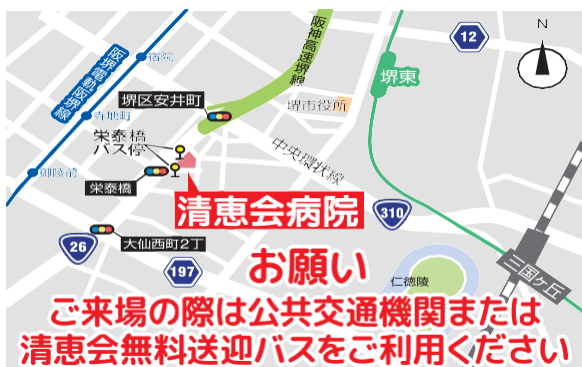 N
12
阪神高速堺線
宿院
阪堺電軌阪堺線
堺東
堺区安井町
堺市役所
寺地町
栄泰橋
バス停
中央環状線
御陵前
栄泰橋
清恵会病院
310
26
大仙西町2丁
197
三国ヶ丘
仁徳陵
お願い
ご来場の際は公共交通機関または
清恵会無料送迎バスをご利用ください